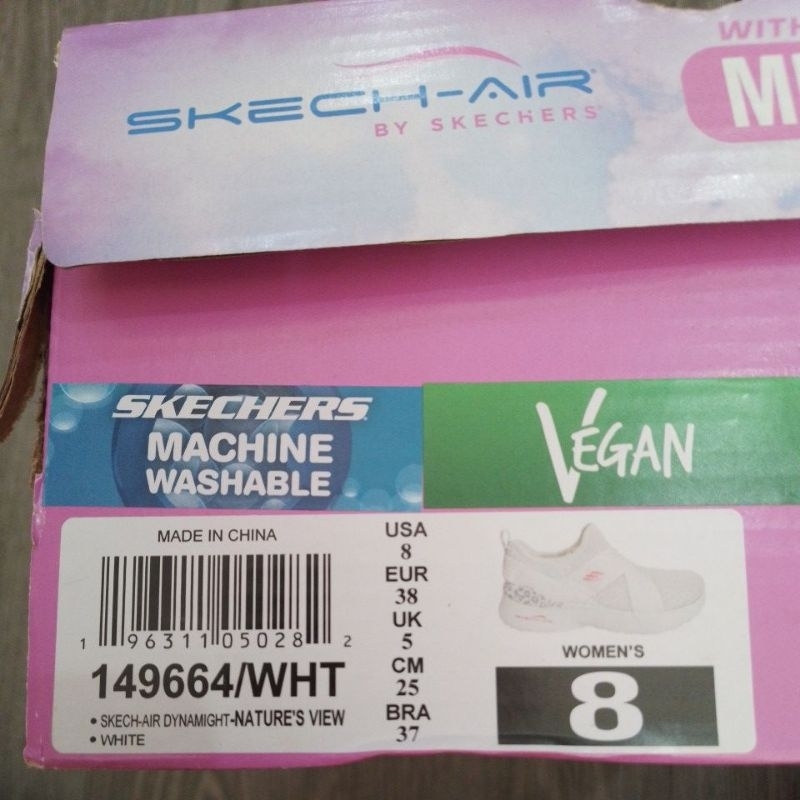 SKECH-AIR
BY SKECHERS
WITH
SKECHERS
MACHINE
WASHABLE
VEGAN
MADE IN CHINA
1 96311 05028 2
149664/WHT
• SKECH-AIR DYNAMIGHT-NATURE'S VIEW
• WHITE
USA
8
EUR
38
UK
5
CM
25
BRA
37
WOMEN'S
8